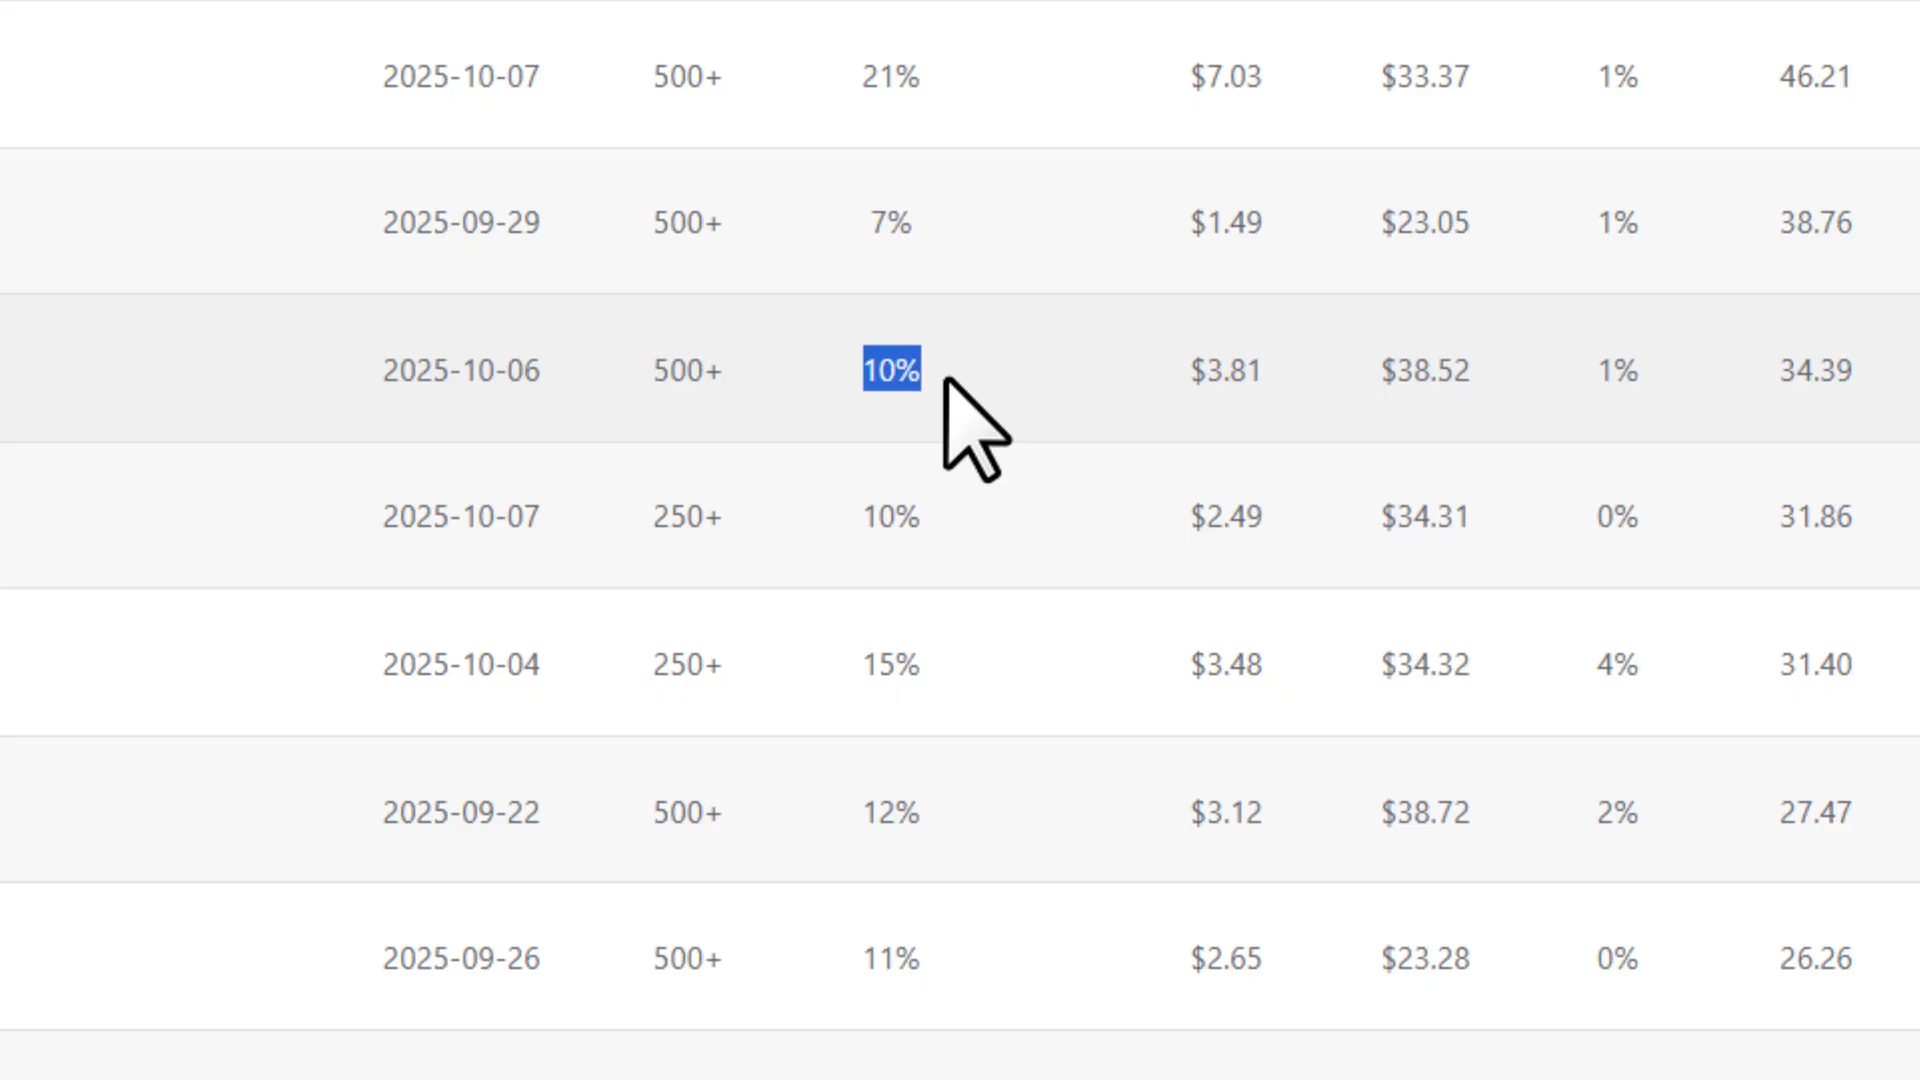 2025-10-07 500+ 21% $7.03 $33.37 1% 46.21
2025-09-29 500+ 7% $1.49 $23.05 1% 38.76
2025-10-06 500+ 10% $3.81 $38.52 1% 34.39
2025-10-07 250+ 10% $2.49 $34.31 0% 31.86
2025-10-04 250+ 15% $3.48 $34.32 4% 31.40
2025-09-22 500+ 12% $3.12 $38.72 2% 27.47
2025-09-26 500+ 11% $2.65 $23.28 0% 26.26